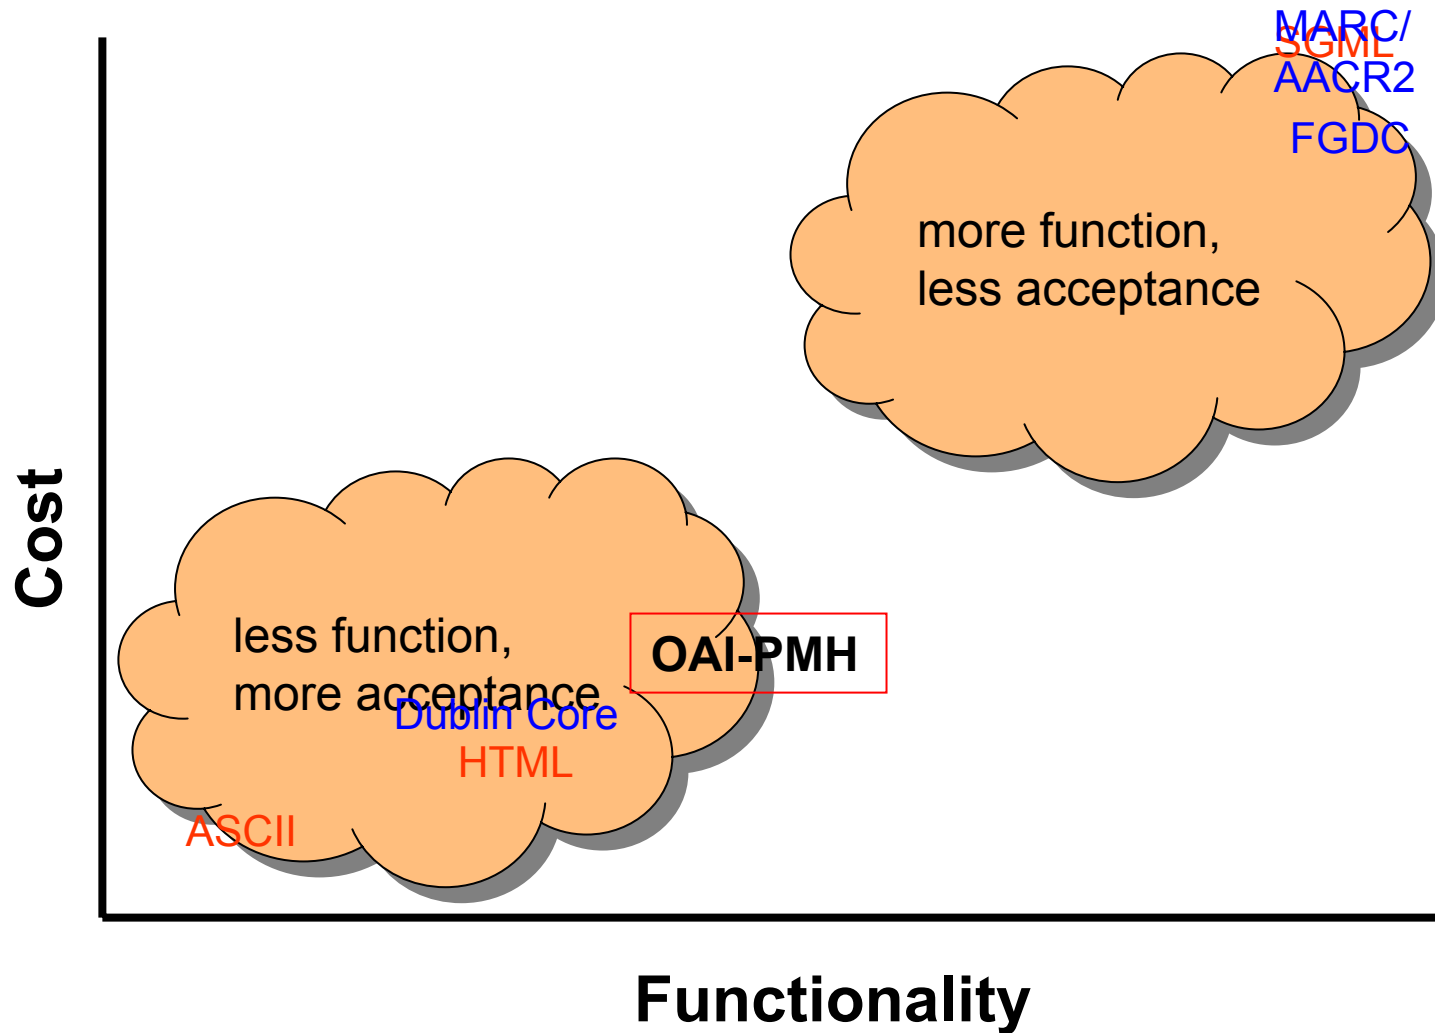 MARC/
SGML
AACR2
FGDC
more function,
less acceptance
Cost
less function,
more acceptance
OAI-PMH
Dublin Core
HTML
ASCII
Functionality